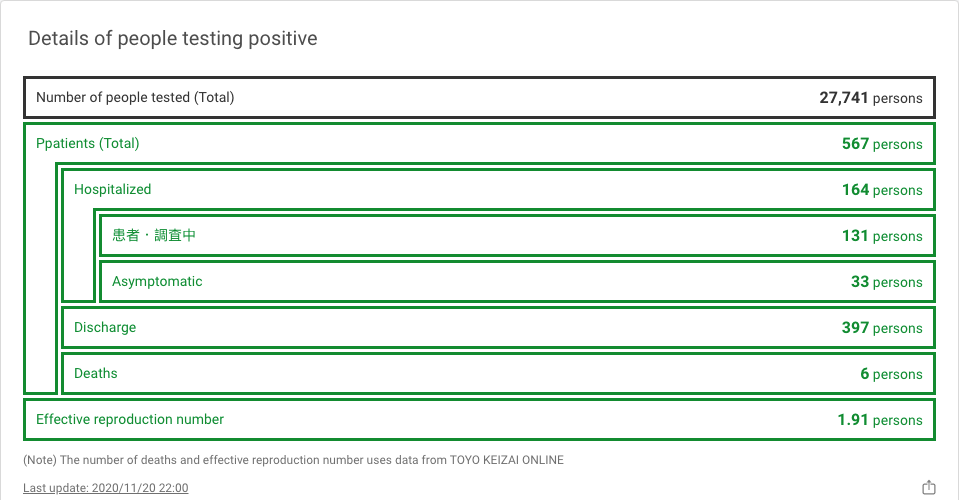 Details of people testing positive
Number of people tested (Total) 27,741 persons
Ppatients (Total) 567 persons
Hospitalized 164 persons
患者・調査中 131 persons
Asymptomatic 33 persons
Discharge 397 persons
Deaths 6 persons
Effective reproduction number 1.91 persons
(Note) The number of deaths and effective reproduction number uses data from TOYO KEIZAI ONLINE
Last update: 2020/11/20 22:00